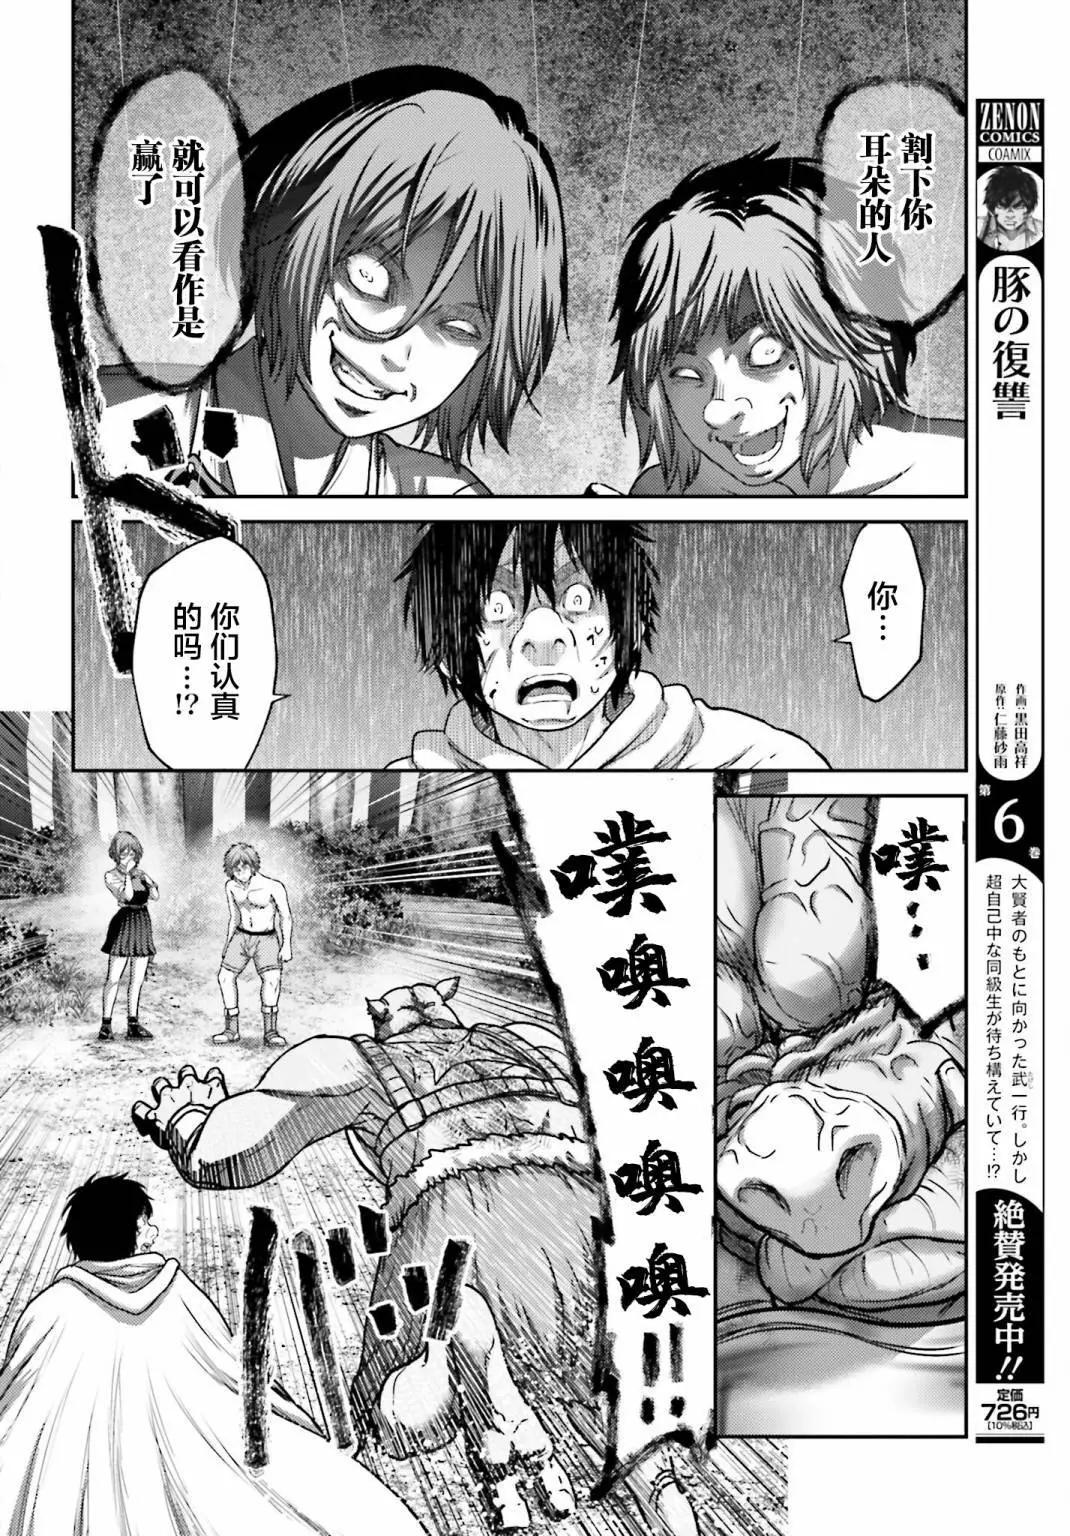 割下你
耳朵的人
就可以看作是
赢了
你…
你们认真
的吗…!?
噗…
噗噢噢噢噢!!
ド
ドドド
ZENON
COMICS
COAMIX
豚の復讐
作画:黒田高祥
原作:仁藤砂雨
第
6
巻
大賢者のもとに向かった武一行。しかし
超自己中な同級生が待ち構えていて…!?
絶賛発売中!!
定価
726円
[10%税込]